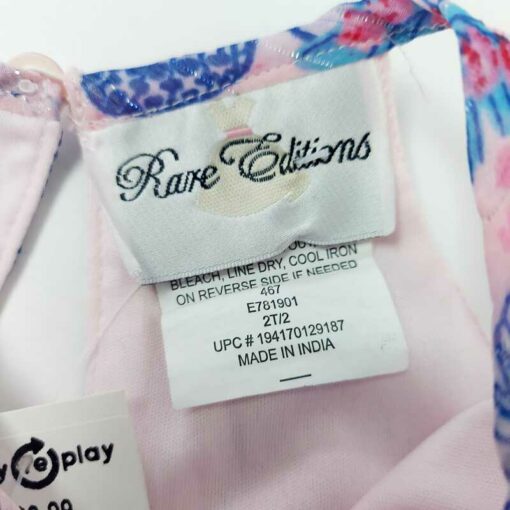 Rare Editions
BLEACH, LINE DRY, COOL IRON
ON REVERSE SIDE IF NEEDED
467
E781901
2T/2
UPC # 194170129187
MADE IN INDIA
play